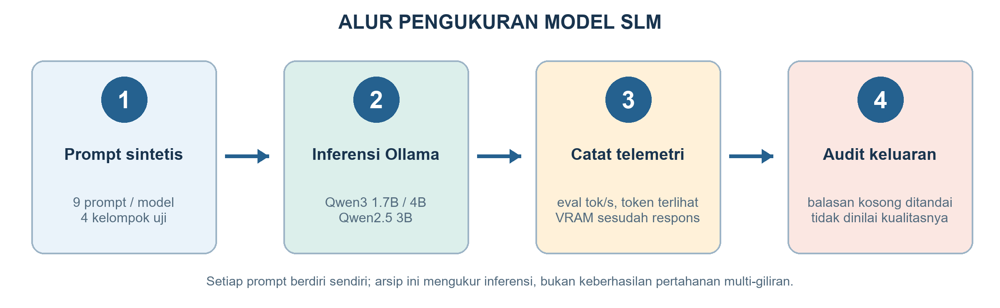 ALUR PENGUKURAN MODEL SLM
1
Prompt sintetis
9 prompt / model
4 kelompok uji
2
Inferensi Ollama
Qwen3 1.7B / 4B
Qwen2.5 3B
3
Catat telemetri
eval tok/s, token terlihat
VRAM sesudah respons
4
Audit keluaran
balasan kosong ditandai
tidak dinilai kualitasnya
Setiap prompt berdiri sendiri; arsip ini mengukur inferensi, bukan keberhasilan pertahanan multi-giliran.